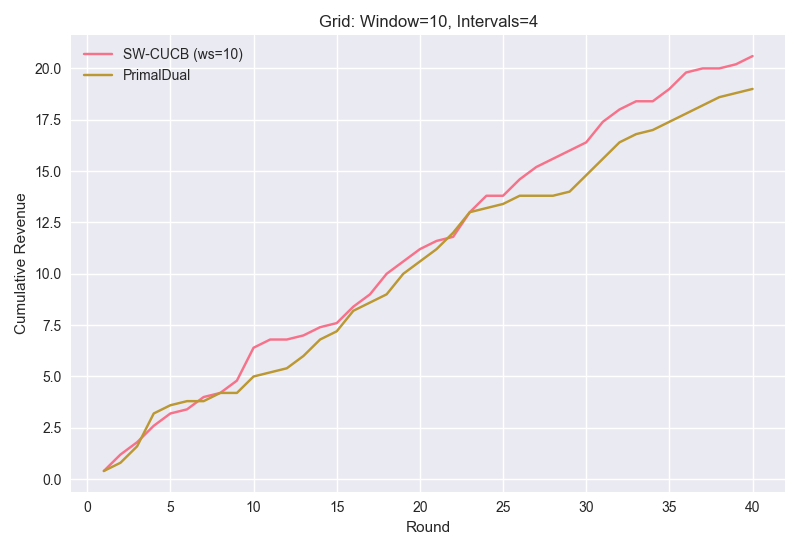 Grid: Window=10, Intervals=4
SW-CUCB (ws=10)
PrimalDual
Cumulative Revenue
20.0
17.5
15.0
12.5
10.0
7.5
5.0
2.5
0.0
0 5 10 15 20 25 30 35 40
Round